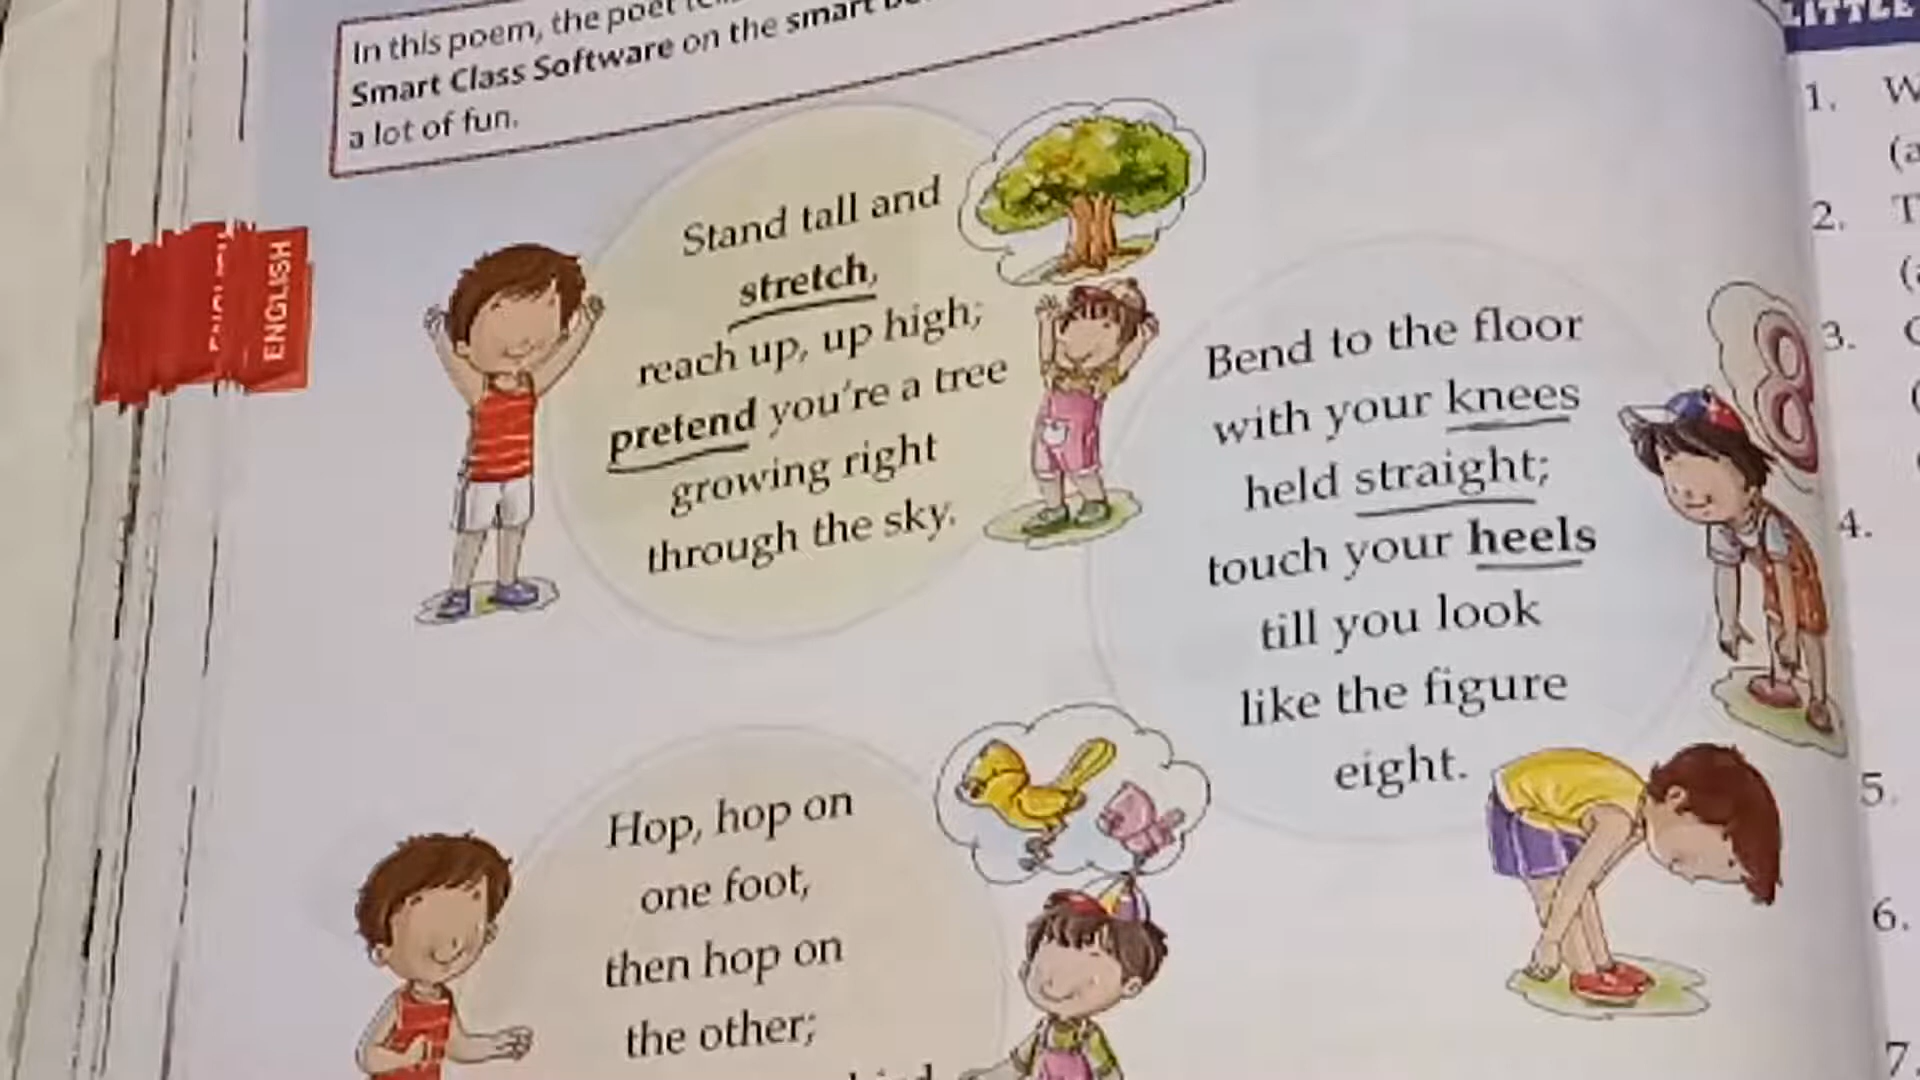 In this poem, the poet
Smart Class Software on the smart
a lot of fun.
ENGLISH
Stand tall and
stretch,
reach up, up high;
pretend you're a tree
growing right
through the sky.
8
Bend to the floor
with your knees
held straight;
touch your heels
till you look
like the figure
eight.
Hop, hop on
one foot,
then hop on
the other;
LITTLE
1. W
(a
2. T
(a
3.
4.
5.
6.
7.